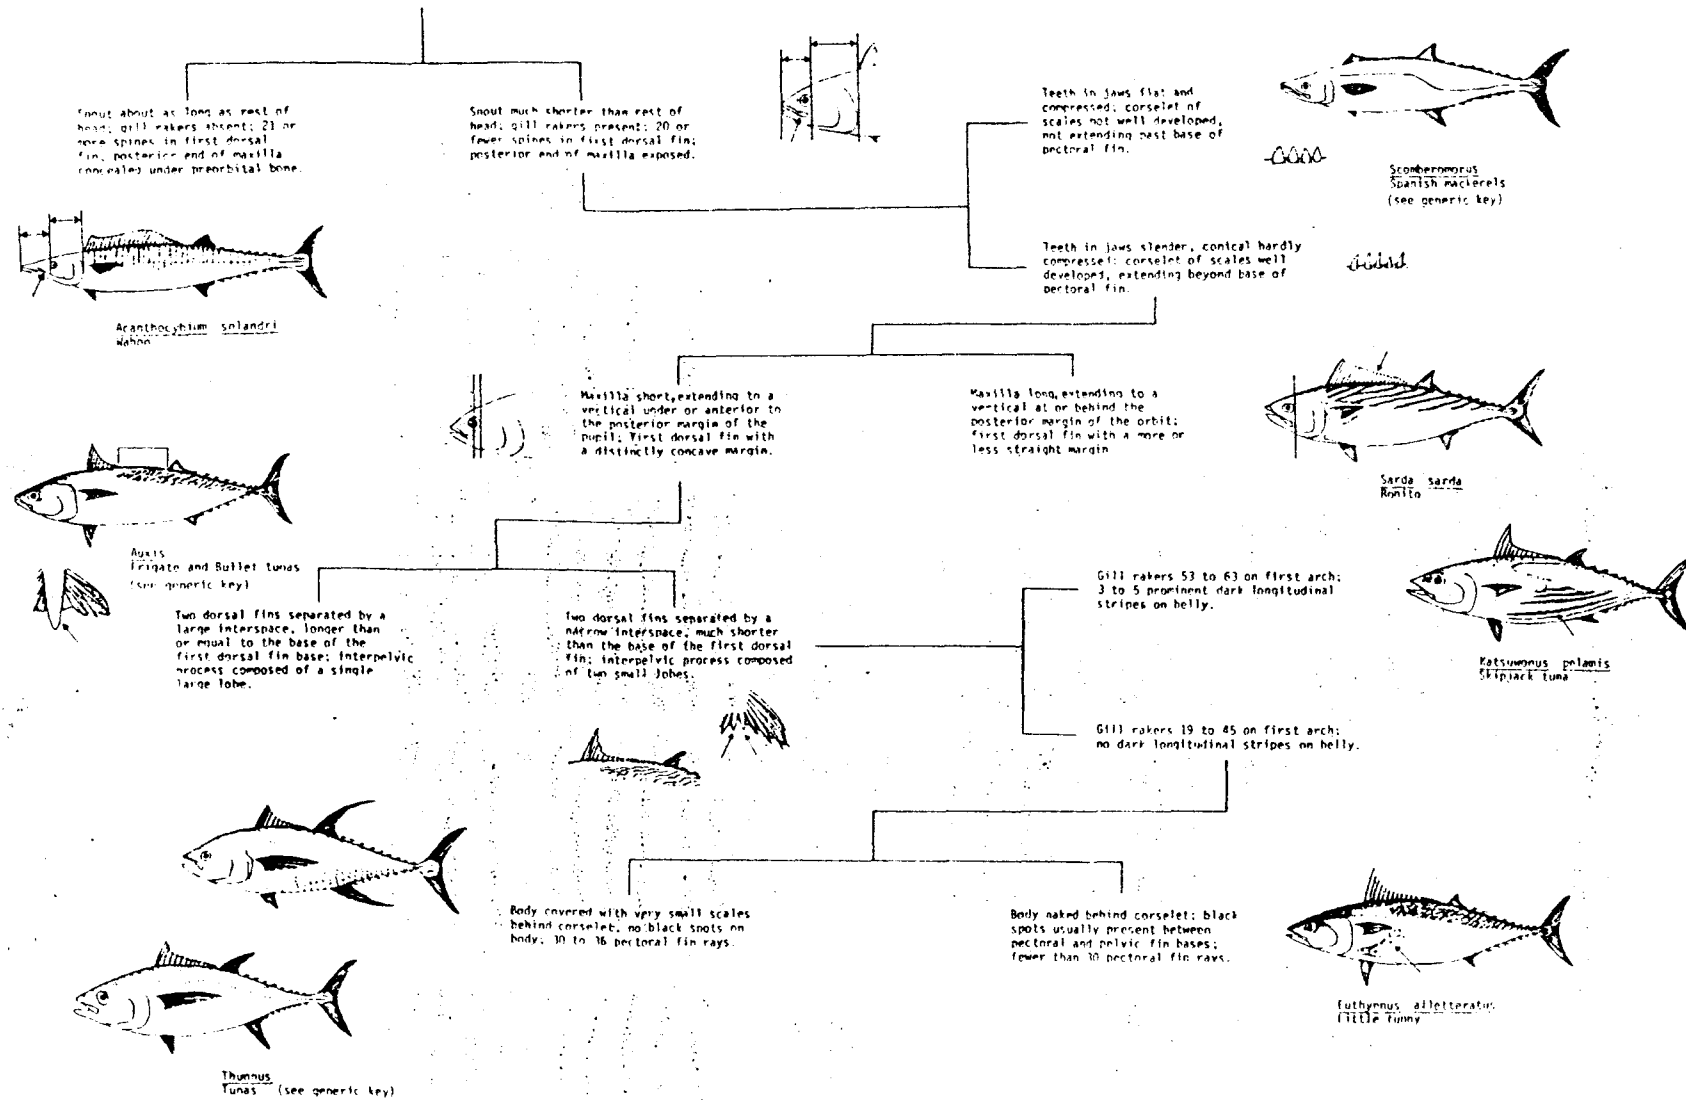 Snout about as long as rest of
head; gill rakers absent; 21 or
more spines in first dorsal
fin, posterior end of maxilla
concealed under preorbital bone.
Snout much shorter than rest of
head; gill rakers present; 20 or
fewer spines in first dorsal fin;
posterior end of maxilla exposed.
Teeth in jaws flat and
compressed; corselet of
scales not well developed,
not extending past base of
pectoral fin.
Scomberomorus
Spanish mackerels
(see generic key)
Acanthocybium solandri
Wahoo
Teeth in jaws slender, conical hardly
compressed; corselet of scales well
developed, extending beyond base of
pectoral fin.
Maxilla short, extending to a
vertical under or anterior to
the posterior margin of the
pupil; first dorsal fin with
a distinctly concave margin.
Maxilla long, extending to a
vertical at or behind the
posterior margin of the orbit;
first dorsal fin with a more or
less straight margin
Sarda sarda
Bonito
Auxis
Frigate and Bullet tunas
(see generic key)
Two dorsal fins separated by a
large interspace, longer than
or equal to the base of the
first dorsal fin base; interpelvic
process composed of a single
large lobe.
Two dorsal fins separated by a
narrow interspace, much shorter
than the base of the first dorsal
fin; interpelvic process composed
of two small lobes.
Gill rakers 53 to 63 on first arch;
3 to 5 prominent dark longitudinal
stripes on belly.
Katsuwonus pelamis
Skipjack tuna
Gill rakers 19 to 45 on first arch;
no dark longitudinal stripes on belly.
Body covered with very small scales
behind corselet, no black spots on
body; 30 to 36 pectoral fin rays.
Body naked behind corselet; black
spots usually present between
pectoral and pelvic fin bases;
fewer than 30 pectoral fin rays.
Euthynnus alletteratus
Little tunny
Thunnus
Tunas (see generic key)